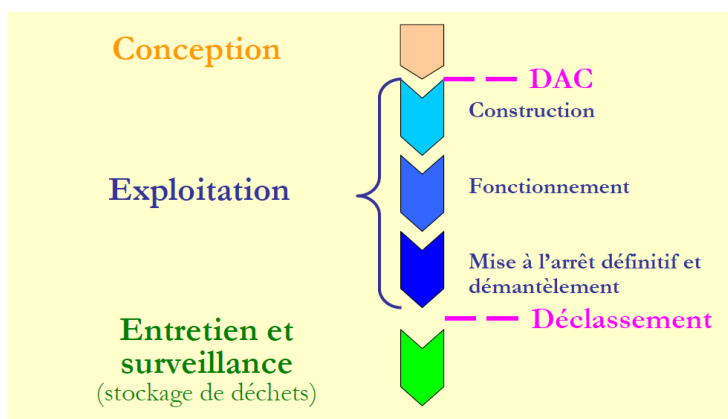 Conception
DAC
Construction
Exploitation
Fonctionnement
Mise à l'arrêt définitif et
démantèlement
Déclassement
Entretien et
surveillance
(stockage de déchets)